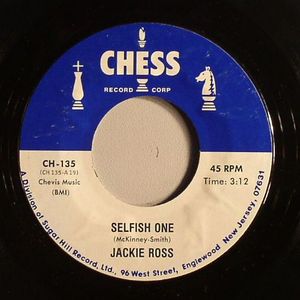 CHESS
RECORD CORP
CH-135
(CH 135-A 19)
Chevis Music
(BMI)
45 RPM
Time: 3:12
SELFISH ONE
(McKinney-Smith)
JACKIE ROSS
A Division of Sugar Hill Record, Ltd., 96 West Street, Englewood New Jersey, 07631